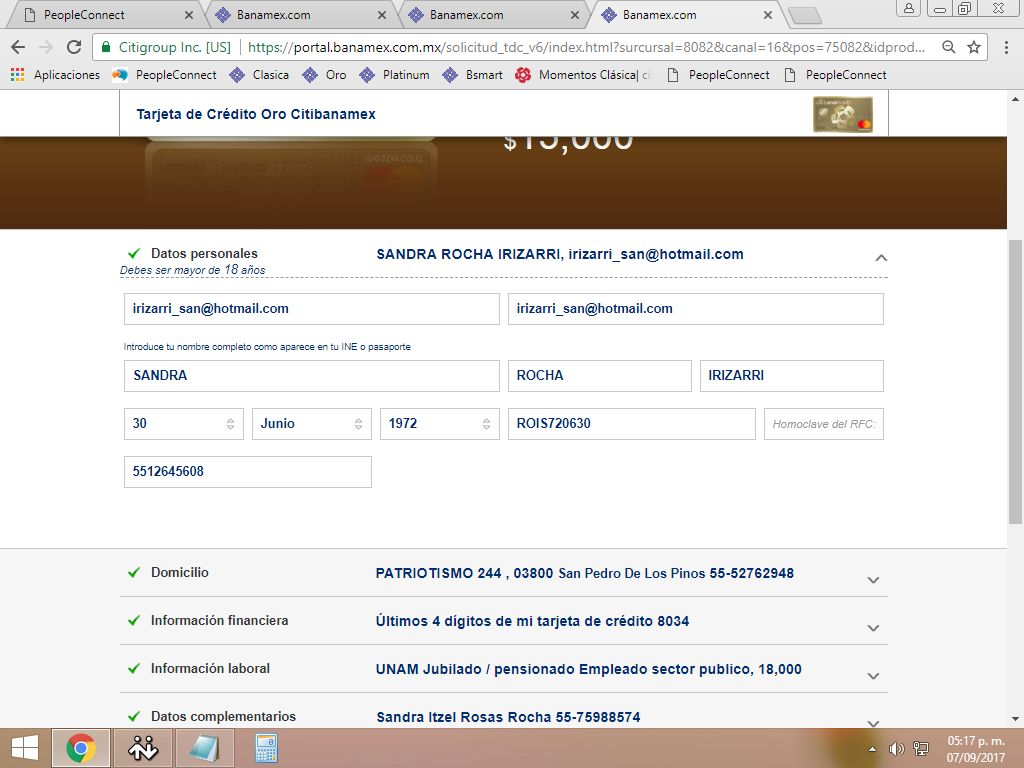 PeopleConnect Banamex.com Banamex.com Banamex.com
Citigroup Inc. [US] https://portal.banamex.com.mx/solicitud_tdc_v6/index.html?surcursal=8082&canal=16&pos=75082&idprod...
Aplicaciones PeopleConnect Clasica Oro Platinum Bsmart Momentos Clásica| ci PeopleConnect PeopleConnect
Tarjeta de Crédito Oro Citibanamex
$15,000
Datos personales SANDRA ROCHA IRIZARRI, irizarri_san@hotmail.com
Debes ser mayor de 18 años
irizarri_san@hotmail.com irizarri_san@hotmail.com
Introduce tu nombre completo como aparece en tu INE o pasaporte
SANDRA ROCHA IRIZARRI
30 Junio 1972 ROIS720630 Homoclave del RFC:
5512645608
Domicilio PATRIOTISMO 244 , 03800 San Pedro De Los Pinos 55-52762948
Información financiera Últimos 4 dígitos de mi tarjeta de crédito 8034
Información laboral UNAM Jubilado / pensionado Empleado sector publico, 18,000
Datos complementarios Sandra Itzel Rosas Rocha 55-75988574
05:17 p. m.
07/09/2017